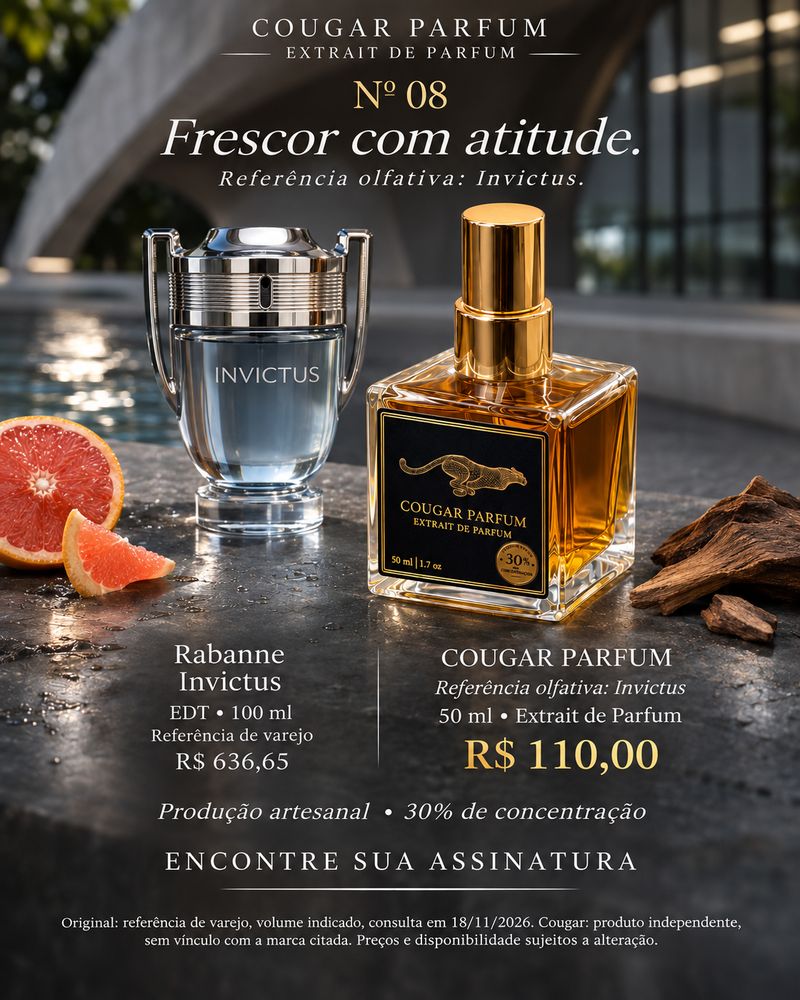 COUGAR PARFUM
EXTRAIT DE PARFUM
Nº 08
Frescor com atitude.
Referência olfativa: Invictus.
INVICTUS
COUGAR PARFUM
EXTRAIT DE PARFUM
50 ml | 1.7 oz
30%
Rabanne
Invictus
EDT • 100 ml
Referência de varejo
R$ 636,65
COUGAR PARFUM
Referência olfativa: Invictus
50 ml • Extrait de Parfum
R$ 110,00
Produção artesanal • 30% de concentração
ENCONTRE SUA ASSINATURA
Original: referência de varejo, volume indicado, consulta em 18/11/2026. Cougar: produto independente,
sem vínculo com a marca citada. Preços e disponibilidade sujeitos a alteração.